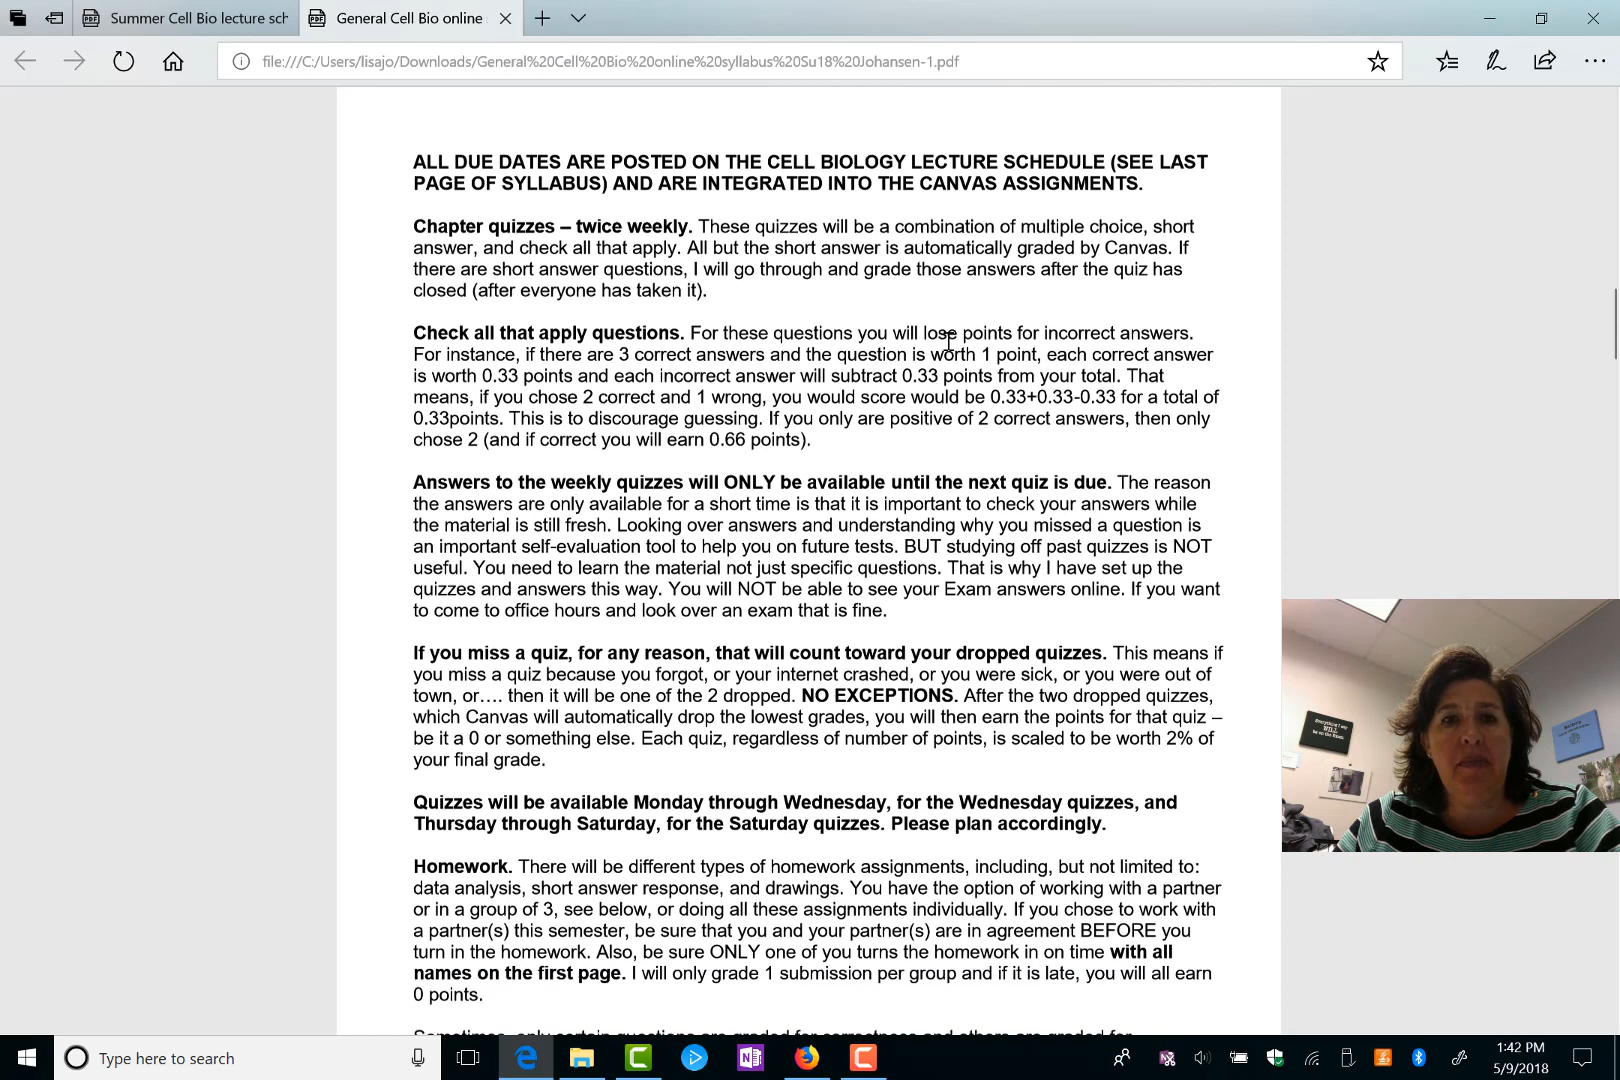 Summer Cell Bio lecture sch
General Cell Bio online
file:///C:/Users/lisajo/Downloads/General%20Cell%20Bio%20online%20syllabus%20Su18%20Johansen-1.pdf
ALL DUE DATES ARE POSTED ON THE CELL BIOLOGY LECTURE SCHEDULE (SEE LAST
PAGE OF SYLLABUS) AND ARE INTEGRATED INTO THE CANVAS ASSIGNMENTS.
Chapter quizzes – twice weekly. These quizzes will be a combination of multiple choice, short
answer, and check all that apply. All but the short answer is automatically graded by Canvas. If
there are short answer questions, I will go through and grade those answers after the quiz has
closed (after everyone has taken it).
Check all that apply questions. For these questions you will lose points for incorrect answers.
For instance, if there are 3 correct answers and the question is worth 1 point, each correct answer
is worth 0.33 points and each incorrect answer will subtract 0.33 points from your total. That
means, if you chose 2 correct and 1 wrong, you would score would be 0.33+0.33-0.33 for a total of
0.33points. This is to discourage guessing. If you only are positive of 2 correct answers, then only
chose 2 (and if correct you will earn 0.66 points).
Answers to the weekly quizzes will ONLY be available until the next quiz is due. The reason
the answers are only available for a short time is that it is important to check your answers while
the material is still fresh. Looking over answers and understanding why you missed a question is
an important self-evaluation tool to help you on future tests. BUT studying off past quizzes is NOT
useful. You need to learn the material not just specific questions. That is why I have set up the
quizzes and answers this way. You will NOT be able to see your Exam answers online. If you want
to come to office hours and look over an exam that is fine.
If you miss a quiz, for any reason, that will count toward your dropped quizzes. This means if
you miss a quiz because you forgot, or your internet crashed, or you were sick, or you were out of
town, or…. then it will be one of the 2 dropped. NO EXCEPTIONS. After the two dropped quizzes,
which Canvas will automatically drop the lowest grades, you will then earn the points for that quiz –
be it a 0 or something else. Each quiz, regardless of number of points, is scaled to be worth 2% of
your final grade.
Quizzes will be available Monday through Wednesday, for the Wednesday quizzes, and
Thursday through Saturday, for the Saturday quizzes. Please plan accordingly.
Homework. There will be different types of homework assignments, including, but not limited to:
data analysis, short answer response, and drawings. You have the option of working with a partner
or in a group of 3, see below, or doing all these assignments individually. If you chose to work with
a partner(s) this semester, be sure that you and your partner(s) are in agreement BEFORE you
turn in the homework. Also, be sure ONLY one of you turns the homework in on time with all
names on the first page. I will only grade 1 submission per group and if it is late, you will all earn
0 points.
Sometimes, only certain questions are graded for correctness and others are graded for
Type here to search
1:42 PM
5/9/2018